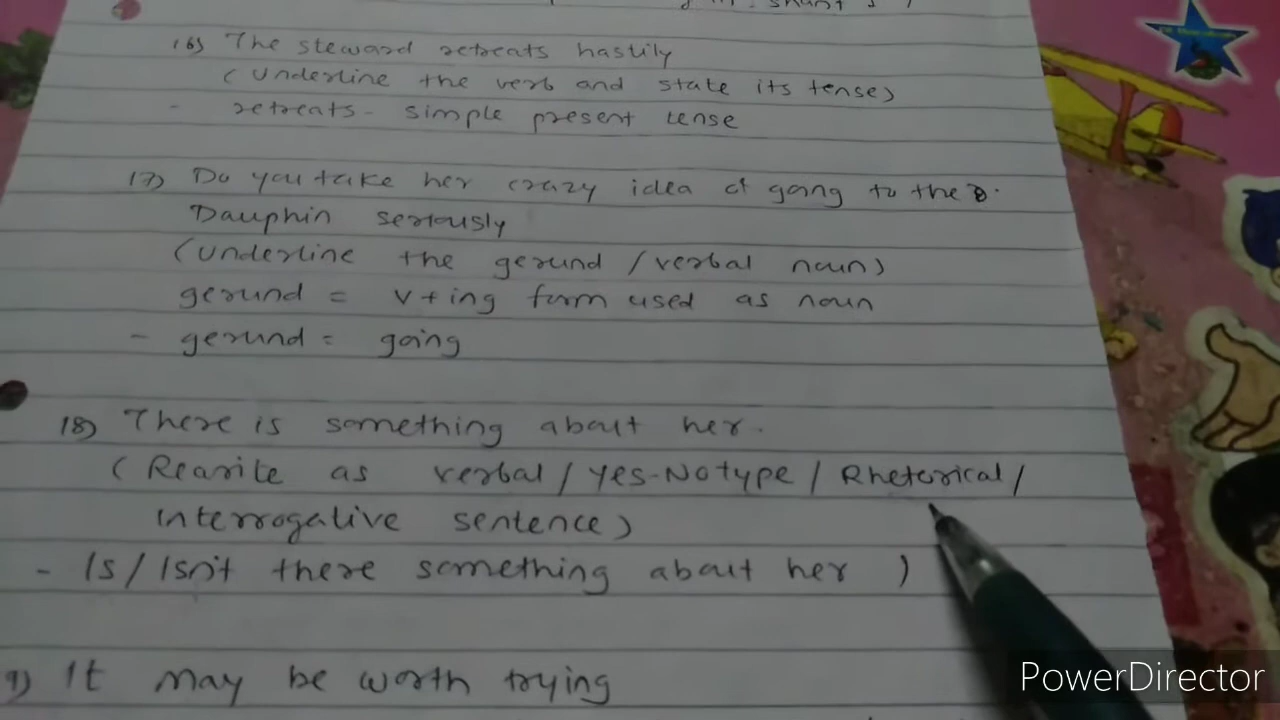 16) The steward retreats hastily
(Underline the verb and state its tense)
- retreats - simple present tense
17) Do you take her crazy idea of going to the D.
Dauphin seriously
(Underline the gerund / verbal noun)
gerund = v+ing form used as noun
- gerund = going
18) There is something about her.
(Rewrite as verbal / Yes-No type / Rhetorical /
interrogative sentence)
- Is / Isn't there something about her )
9) It may be worth trying
PowerDirector